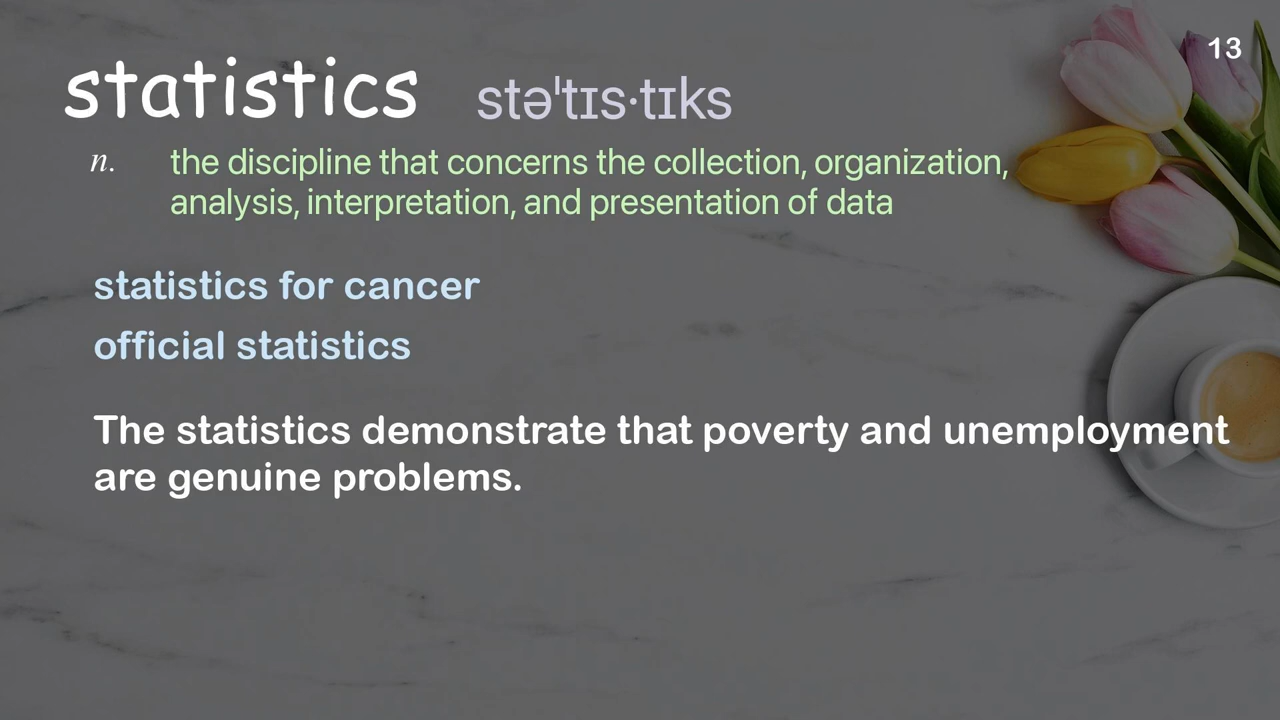 13
statistics stəˈtɪs·tɪks
n. the discipline that concerns the collection, organization,
analysis, interpretation, and presentation of data
statistics for cancer
official statistics
The statistics demonstrate that poverty and unemployment
are genuine problems.